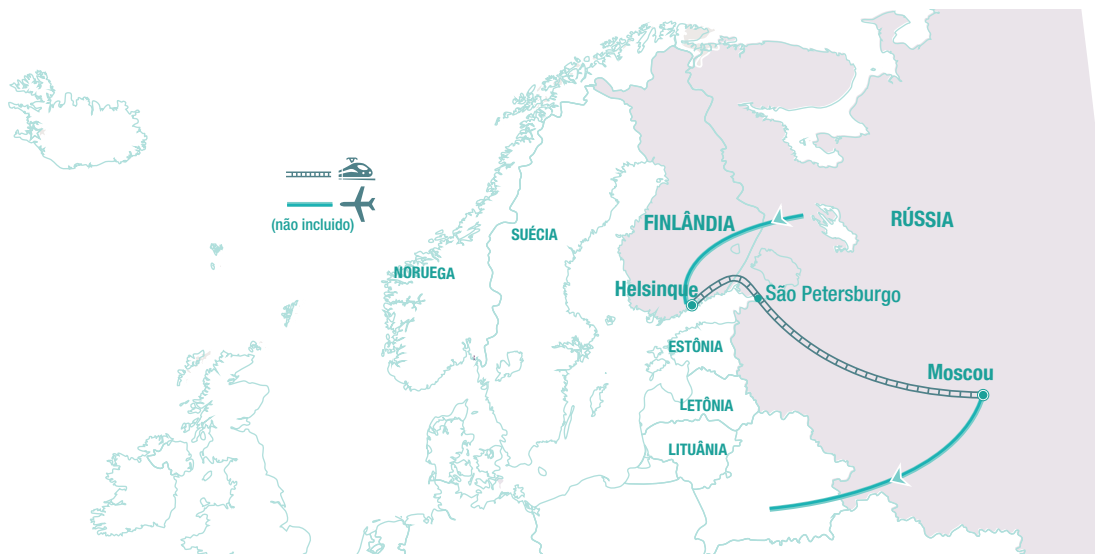 (não incluido)
FINLÂNDIA
RÚSSIA
SUÉCIA
NORUEGA
Helsinque
São Petersburgo
ESTÔNIA
Moscou
LETÔNIA
LITUÂNIA